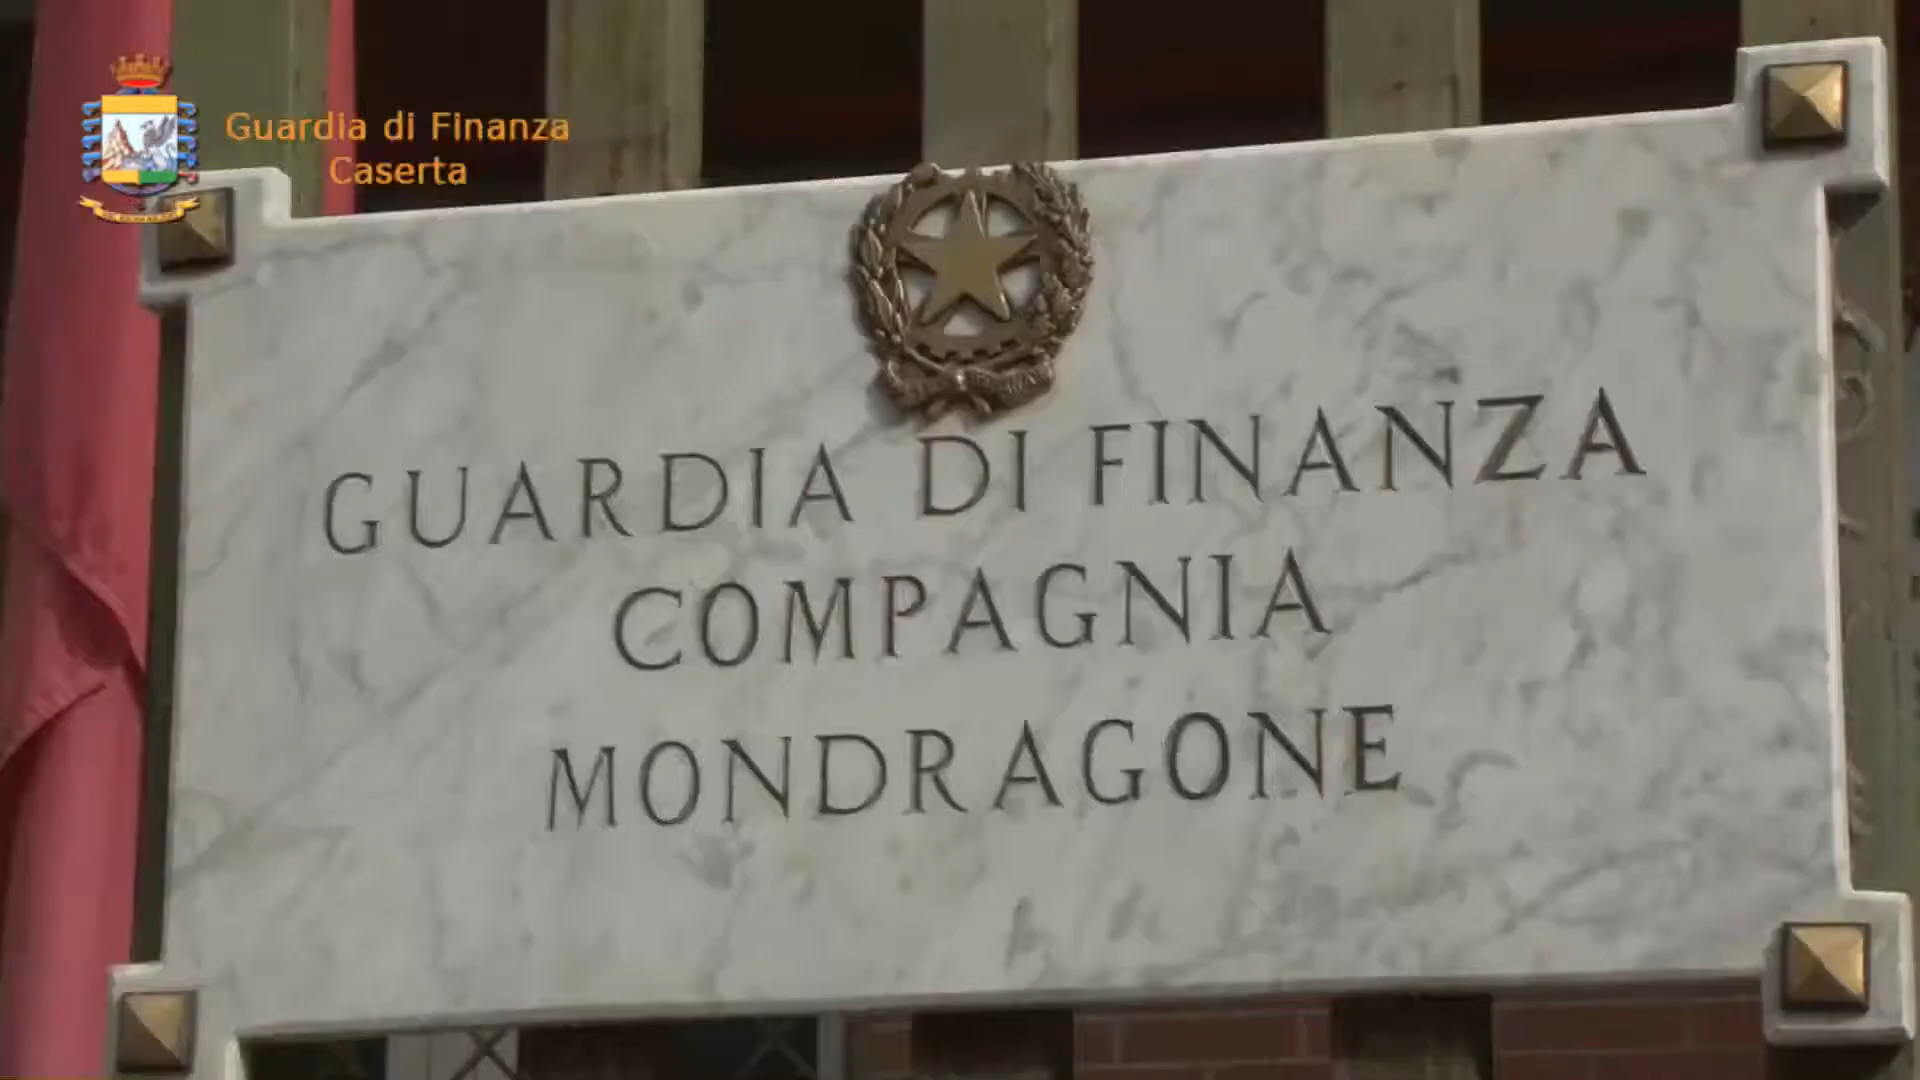 Guardia di Finanza
Caserta
GUARDIA DI FINANZA
COMPAGNIA
MONDRAGONE